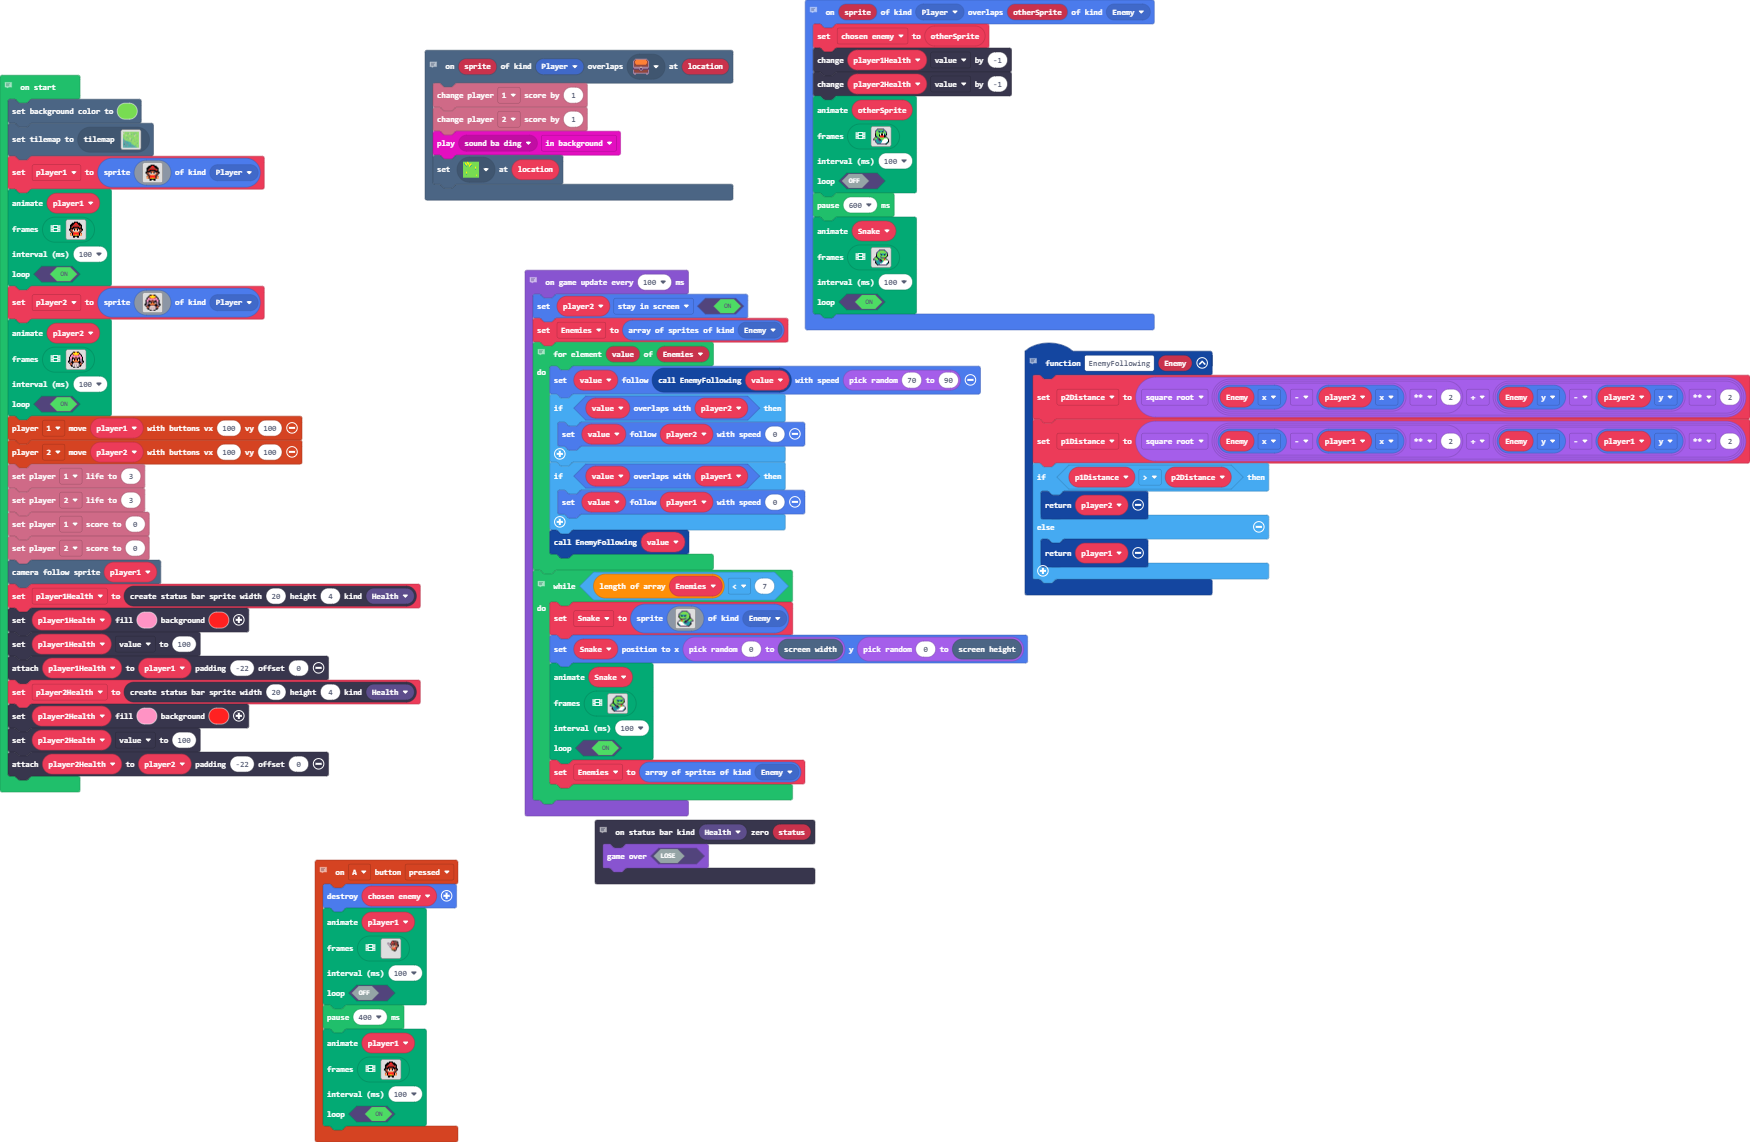 on start
set background color to
set tilemap to tilemap
set player1 to sprite of kind Player
animate player1
frames
interval (ms) 100
loop ON
set player2 to sprite of kind Player
animate player2
frames
interval (ms) 100
loop ON
player 1 move player1 with buttons vx 100 vy 100
player 2 move player2 with buttons vx 100 vy 100
set player 1 life to 3
set player 2 life to 3
set player 1 score to 0
set player 2 score to 0
camera follow sprite player1
set player1Health to create status bar sprite width 20 height 4 kind Health
set player1Health fill background
set player1Health value to 100
attach player1Health to player1 padding -22 offset 0
set player2Health to create status bar sprite width 20 height 4 kind Health
set player2Health fill background
set player2Health value to 100
attach player2Health to player2 padding -22 offset 0
on sprite of kind Player overlaps at location
change player 1 score by 1
change player 2 score by 1
play sound ba ding in background
set at location
on sprite of kind Player overlaps otherSprite of kind Enemy
set chosen enemy to otherSprite
change player1Health value by -1
change player2Health value by -1
animate otherSprite
frames
interval (ms) 100
loop OFF
pause 600 ms
animate Snake
frames
interval (ms) 100
loop ON
on game update every 100 ms
set player2 stay in screen ON
set Enemies to array of sprites of kind Enemy
for element value of Enemies
do
set value follow call EnemyFollowing value with speed pick random 70 to 90
if value overlaps with player2 then
set value follow player2 with speed 0
if value overlaps with player1 then
set value follow player1 with speed 0
call EnemyFollowing value
while length of array Enemies < 7
do
set Snake to sprite of kind Enemy
set Snake position to x pick random 0 to screen width y pick random 0 to screen height
animate Snake
frames
interval (ms) 100
loop ON
set Enemies to array of sprites of kind Enemy
function EnemyFollowing Enemy
set p2Distance to square root Enemy x - player2 x ** 2 + Enemy y - player2 y ** 2
set p1Distance to square root Enemy x - player1 x ** 2 + Enemy y - player1 y ** 2
if p1Distance > p2Distance then
return player2
else
return player1
on status bar kind Health zero status
game over LOSE
on A button pressed
destroy chosen enemy
animate player1
frames
interval (ms) 100
loop OFF
pause 400 ms
animate player1
frames
interval (ms) 100
loop ON